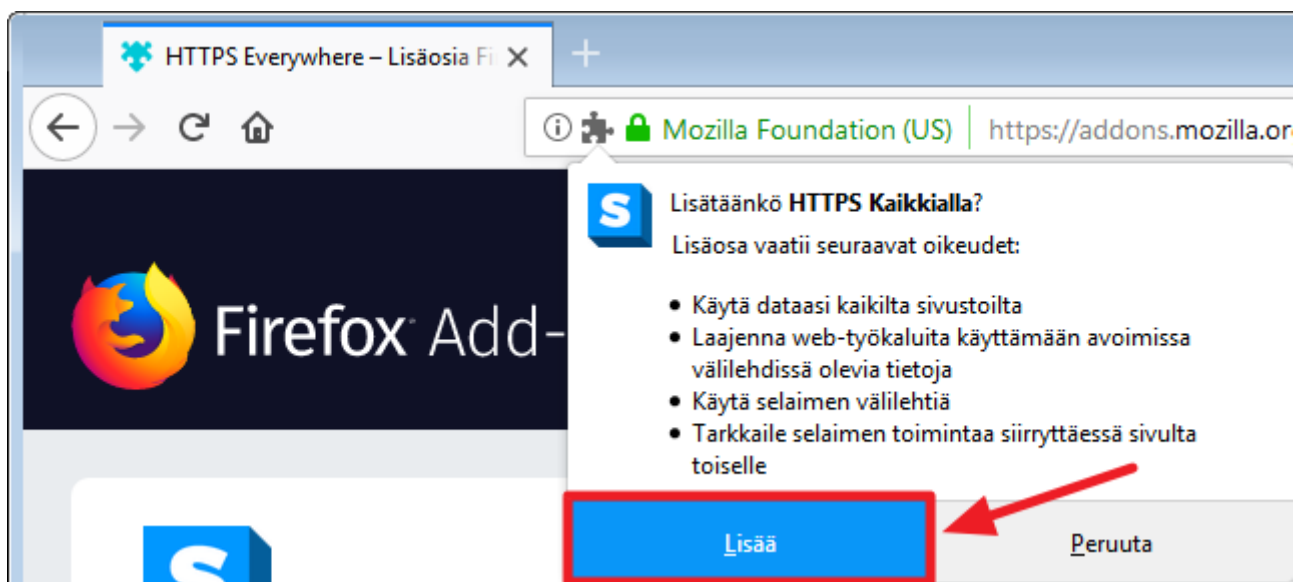 HTTPS Everywhere – Lisäosia Fi
Mozilla Foundation (US) https://addons.mozilla.or
S Lisätäänkö HTTPS Kaikkialla?
Lisäosa vaatii seuraavat oikeudet:
• Käytä dataasi kaikilta sivustoilta
• Laajenna web-työkaluita käyttämään avoimissa
välilehdissä olevia tietoja
• Käytä selaimen välilehtiä
• Tarkkaile selaimen toimintaa siirryttäessä sivulta
toiselle
Firefox Add-
Lisää Peruuta
S